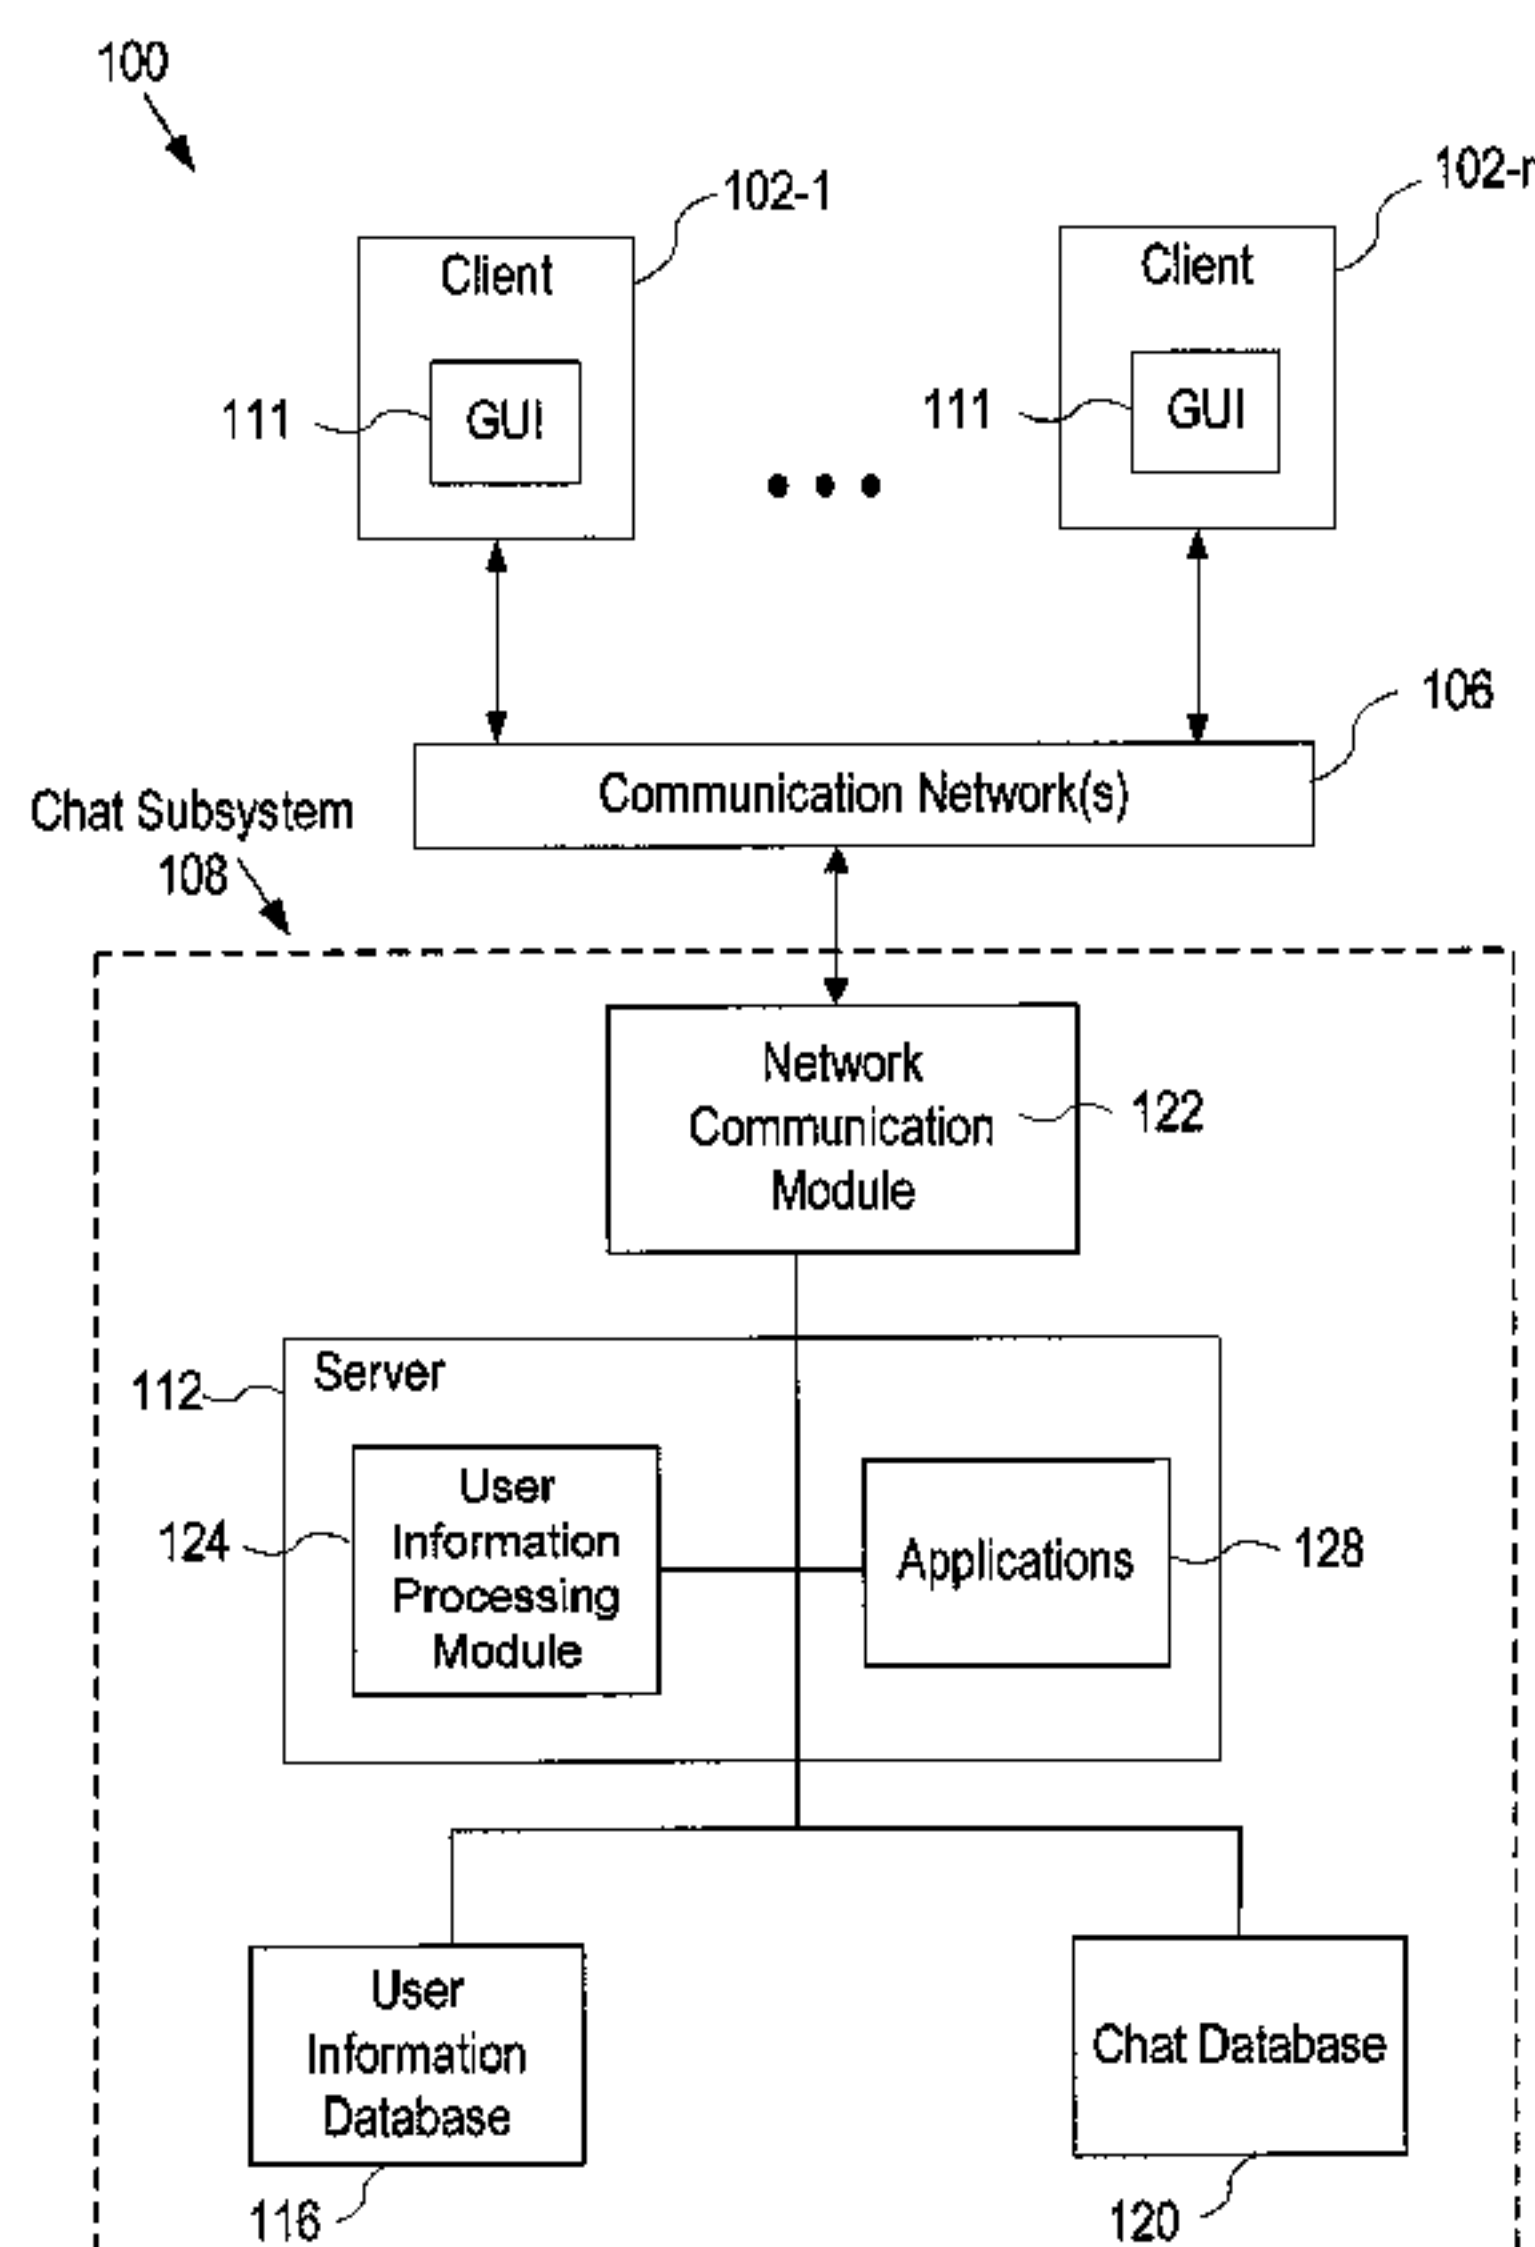 100
102-1
102-n
Client
Client
111
GUI
111
GUI
106
Communication Network(s)
Chat Subsystem
108
Network
Communication
Module
122
Server
112
User
Information
Processing
Module
124
Applications
128
User
Information
Database
Chat Database
116
120